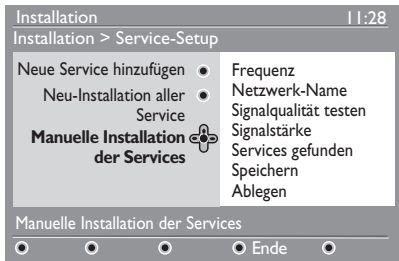 Installation 11:28
Installation > Service-Setup
Neue Service hinzufügen
Neu-Installation aller
Service
Manuelle Installation
der Services
Frequenz
Netzwerk-Name
Signalqualität testen
Signalstärke
Services gefunden
Speichern
Ablegen
Manuelle Installation der Services
Ende